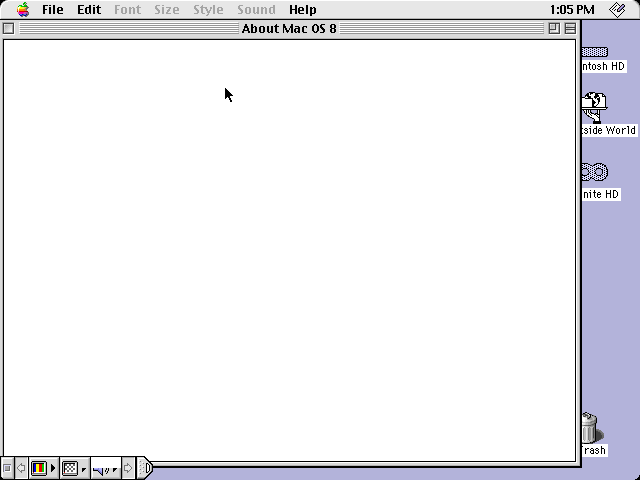 File Edit Font Size Style Sound Help 1:05 PM
About Mac OS 8
ntosh HD
side World
nite HD
Trash